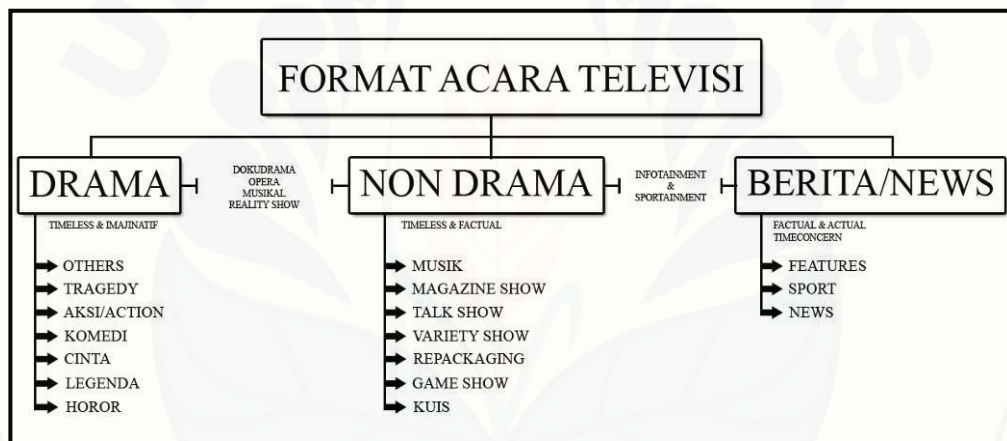 FORMAT ACARA TELEVISI
DRAMA
DOKUDRAMA
OPERA
MUSIKAL
REALITY SHOW
NON DRAMA
INFOTAINMENT
&
SPORTAINMENT
BERITA/NEWS
TIMELESS & IMAJINATIF
OTHERS
TRAGEDY
AKSI/ACTION
KOMEDI
CINTA
LEGENDA
HOROR
TIMELESS & FACTUAL
MUSIK
MAGAZINE SHOW
TALK SHOW
VARIETY SHOW
REPACKAGING
GAME SHOW
KUIS
FACTUAL & ACTUAL
TIMECONCERN
FEATURES
SPORT
NEWS